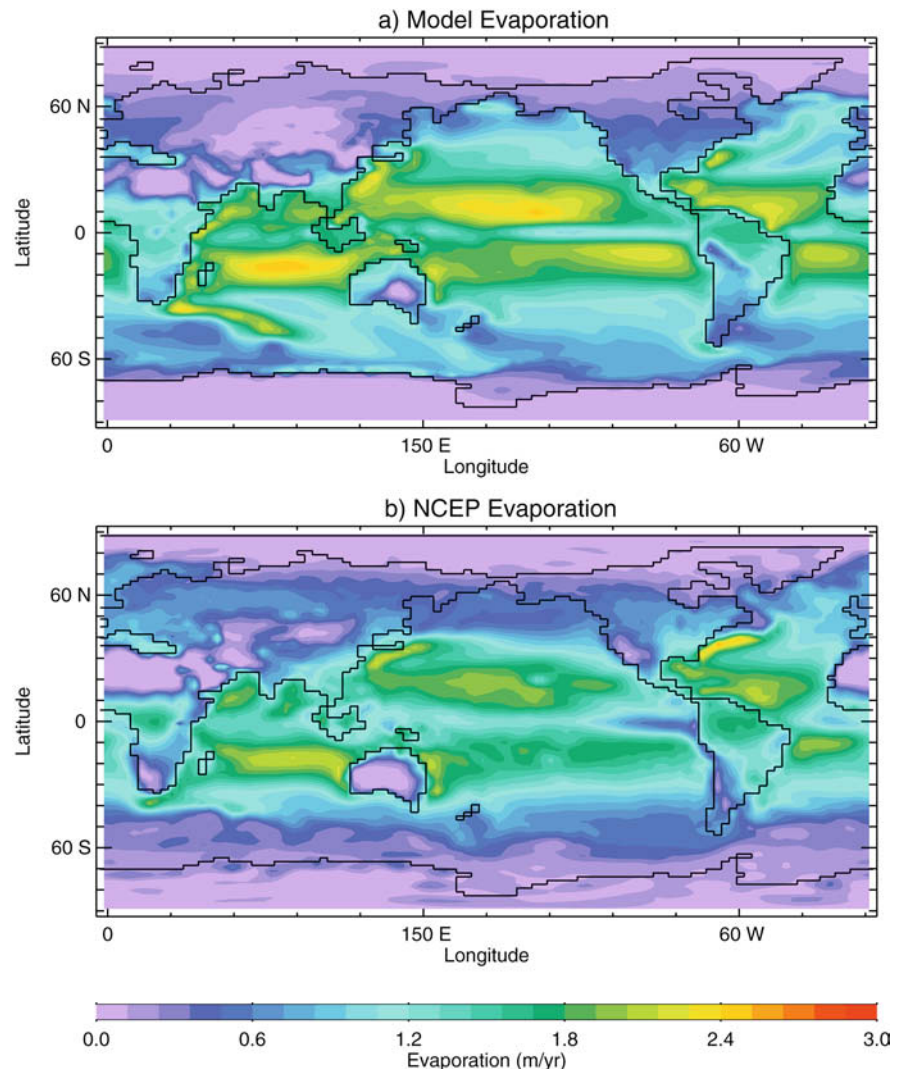 a) Model Evaporation
60 N
Latitude
0
60 S
0 150 E 60 W
Longitude
b) NCEP Evaporation
60 N
Latitude
0
60 S
0 150 E 60 W
Longitude
0.0 0.6 1.2 1.8 2.4 3.0
Evaporation (m/yr)